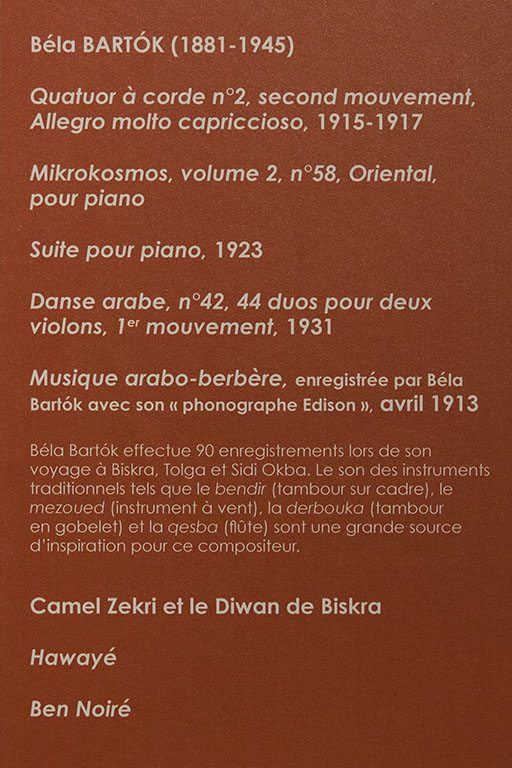 Béla BARTÓK (1881-1945)
Quatuor à corde n°2, second mouvement,
Allegro molto capriccioso, 1915-1917
Mikrokosmos, volume 2, n°58, Oriental,
pour piano
Suite pour piano, 1923
Danse arabe, n°42, 44 duos pour deux
violons, 1er mouvement, 1931
Musique arabo-berbère, enregistrée par Béla
Bartók avec son « phonographe Edison », avril 1913
Béla Bartók effectue 90 enregistrements lors de son
voyage à Biskra, Tolga et Sidi Okba. Le son des instruments
traditionnels tels que le bendir (tambour sur cadre), le
mezoued (instrument à vent), la derbouka (tambour
en gobelet) et la qesba (flûte) sont une grande source
d'inspiration pour ce compositeur.
Camel Zekri et le Diwan de Biskra
Hawayé
Ben Noiré